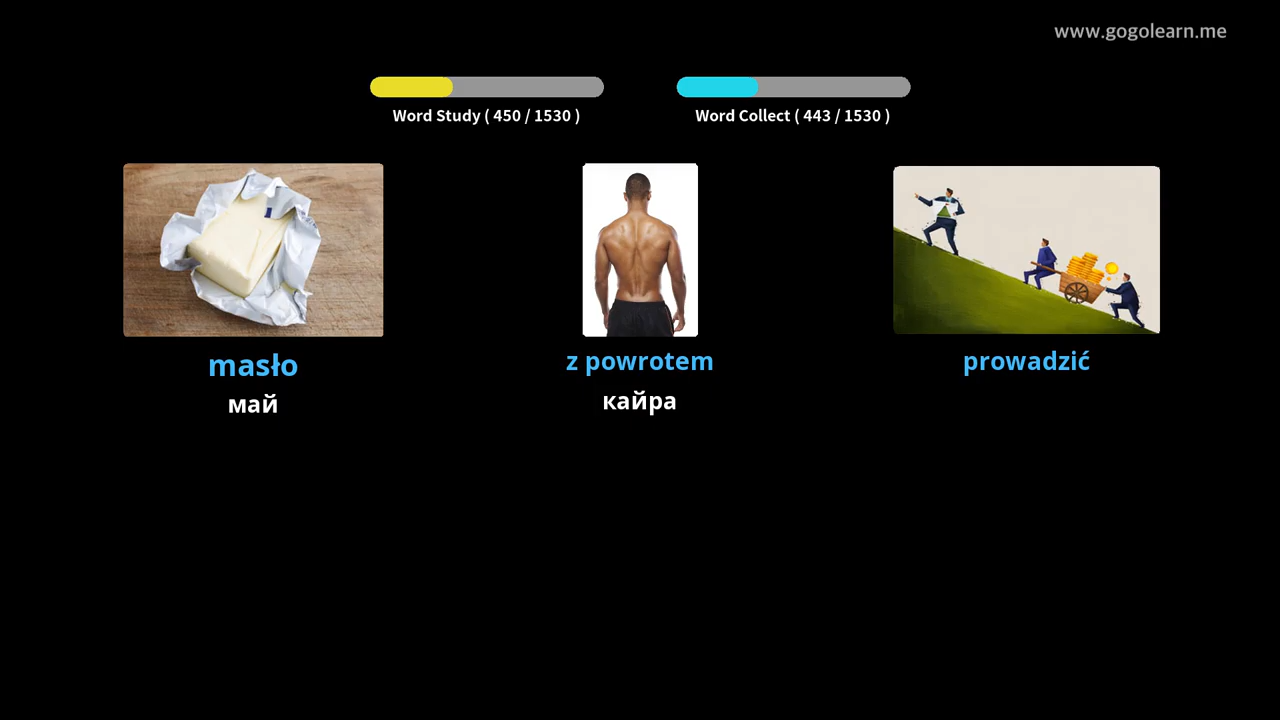 www.gogolearn.me
Word Study ( 450 / 1530 )
Word Collect ( 443 / 1530 )
masło
май
z powrotem
кайра
prowadzić